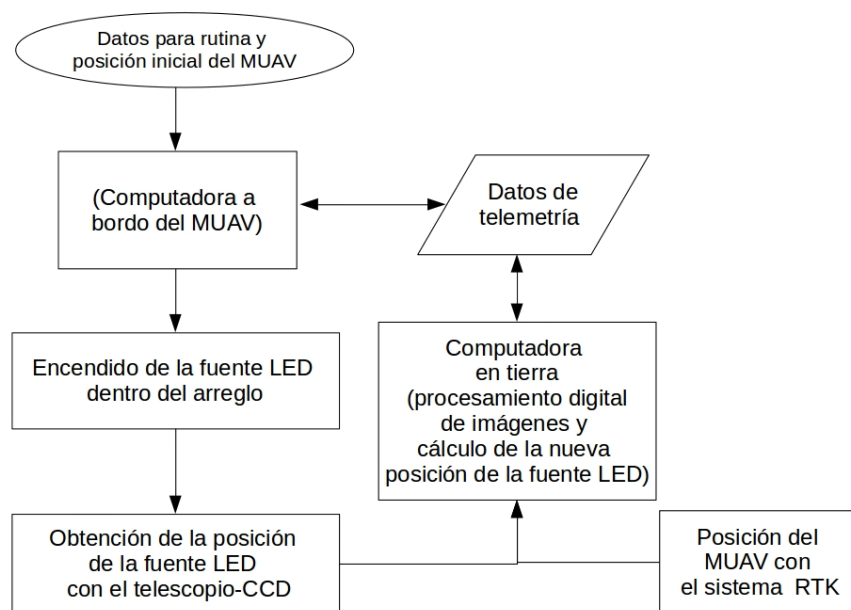 Datos para rutina y
posición inicial del MUAV
(Computadora a
bordo del MUAV)
Datos de
telemetría
Encendido de la fuente LED
dentro del arreglo
Computadora
en tierra
(procesamiento digital
de imágenes y
cálculo de la nueva
posición de la fuente LED)
Obtención de la posición
de la fuente LED
con el telescopio-CCD
Posición del
MUAV con
el sistema RTK